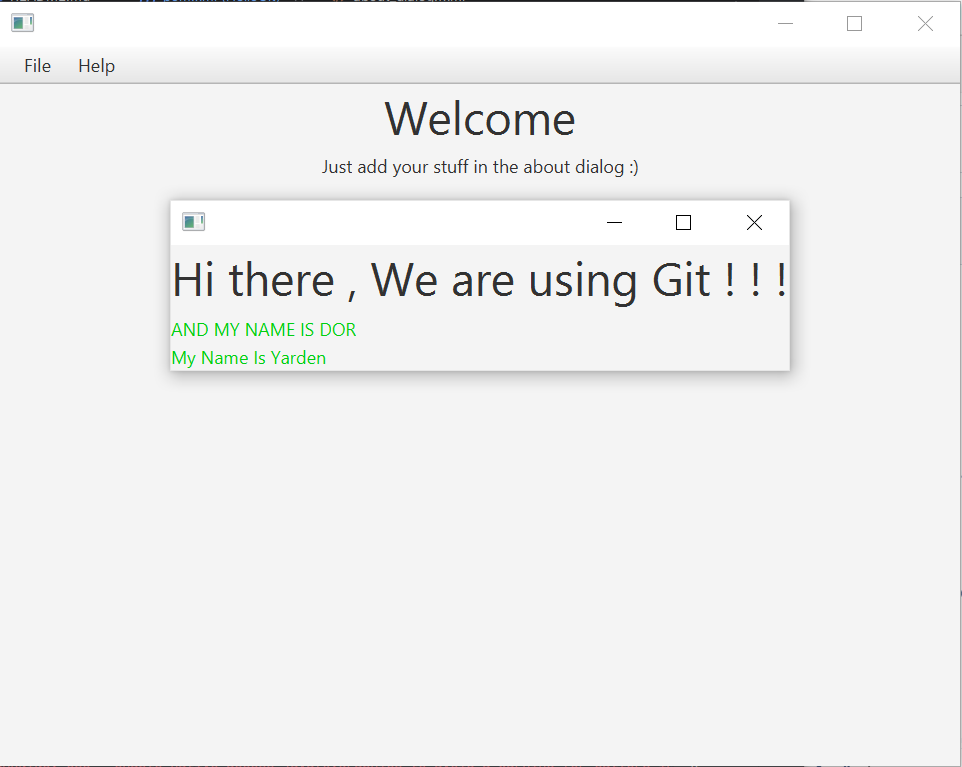 File Help
Welcome
Just add your stuff in the about dialog :)
Hi there , We are using Git ! ! !
AND MY NAME IS DOR
My Name Is Yarden